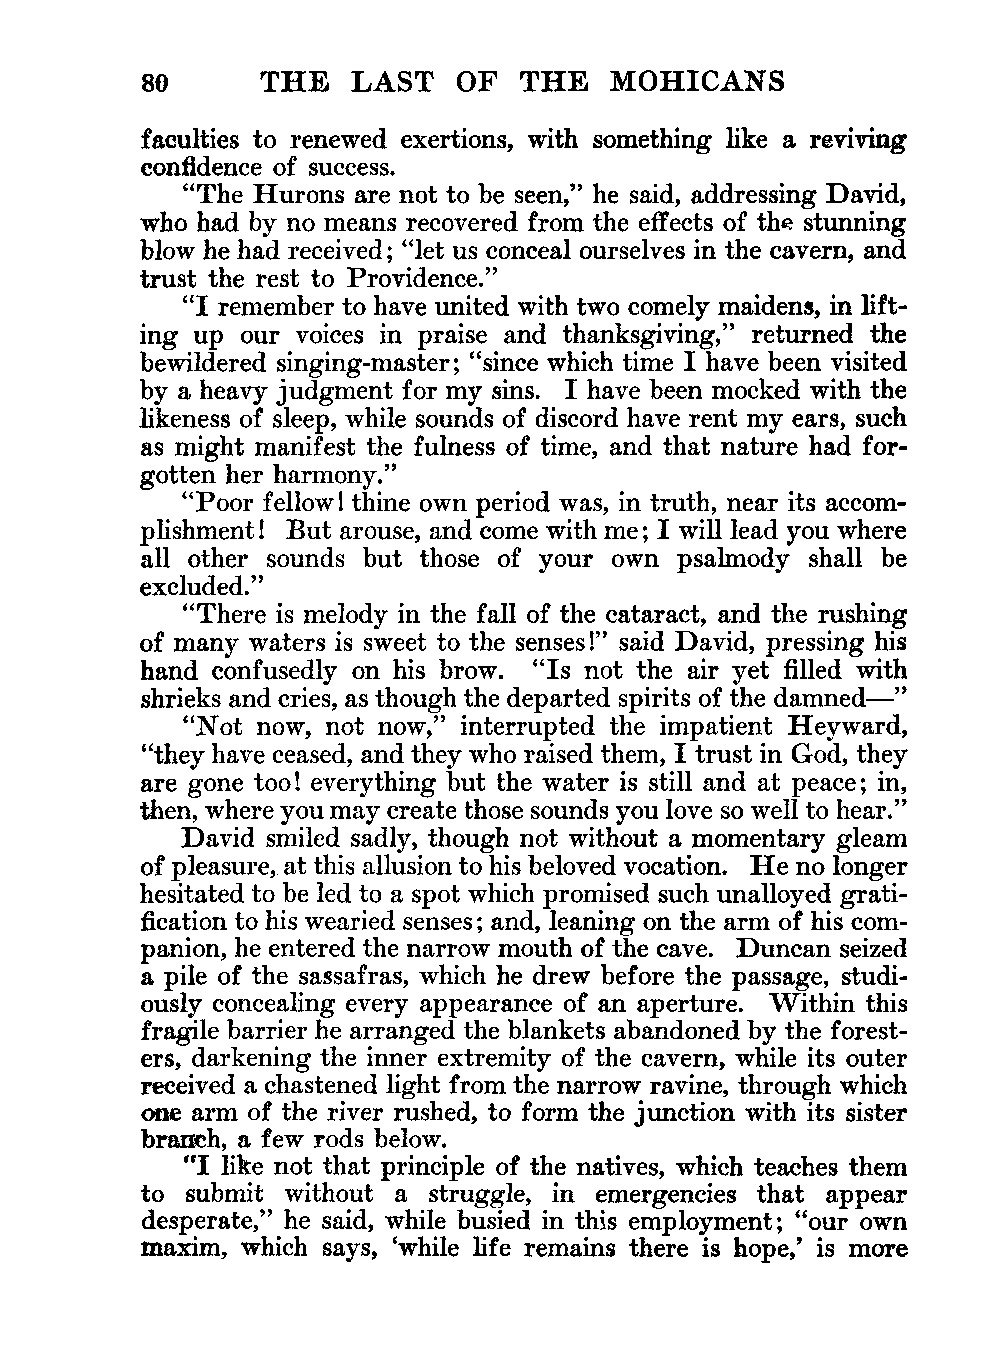 80 THE LAST OF THE MOHICANS
faculties to renewed exertions, with something like a reviving
confidence of success.
“The Hurons are not to be seen,” he said, addressing David,
who had by no means recovered from the effects of the stunning
blow he had received; “let us conceal ourselves in the cavern, and
trust the rest to Providence.”
“I remember to have united with two comely maidens, in lift-
ing up our voices in praise and thanksgiving,” returned the
bewildered singing-master; “since which time I have been visited
by a heavy judgment for my sins. I have been mocked with the
likeness of sleep, while sounds of discord have rent my ears, such
as might manifest the fulness of time, and that nature had for-
gotten her harmony.”
“Poor fellow! thine own period was, in truth, near its accom-
plishment! But arouse, and come with me; I will lead you where
all other sounds but those of your own psalmody shall be
excluded.”
“There is melody in the fall of the cataract, and the rushing
of many waters is sweet to the senses!” said David, pressing his
hand confusedly on his brow. “Is not the air yet filled with
shrieks and cries, as though the departed spirits of the damned—”
“Not now, not now,” interrupted the impatient Heyward,
“they have ceased, and they who raised them, I trust in God, they
are gone too! everything but the water is still and at peace; in,
then, where you may create those sounds you love so well to hear.”
David smiled sadly, though not without a momentary gleam
of pleasure, at this allusion to his beloved vocation. He no longer
hesitated to be led to a spot which promised such unalloyed grati-
fication to his wearied senses; and, leaning on the arm of his com-
panion, he entered the narrow mouth of the cave. Duncan seized
a pile of the sassafras, which he drew before the passage, studi-
ously concealing every appearance of an aperture. Within this
fragile barrier he arranged the blankets abandoned by the forest-
ers, darkening the inner extremity of the cavern, while its outer
received a chastened light from the narrow ravine, through which
one arm of the river rushed, to form the junction with its sister
branch, a few rods below.
“I like not that principle of the natives, which teaches them
to submit without a struggle, in emergencies that appear
desperate,” he said, while busied in this employment; “our own
maxim, which says, ‘while life remains there is hope,’ is more